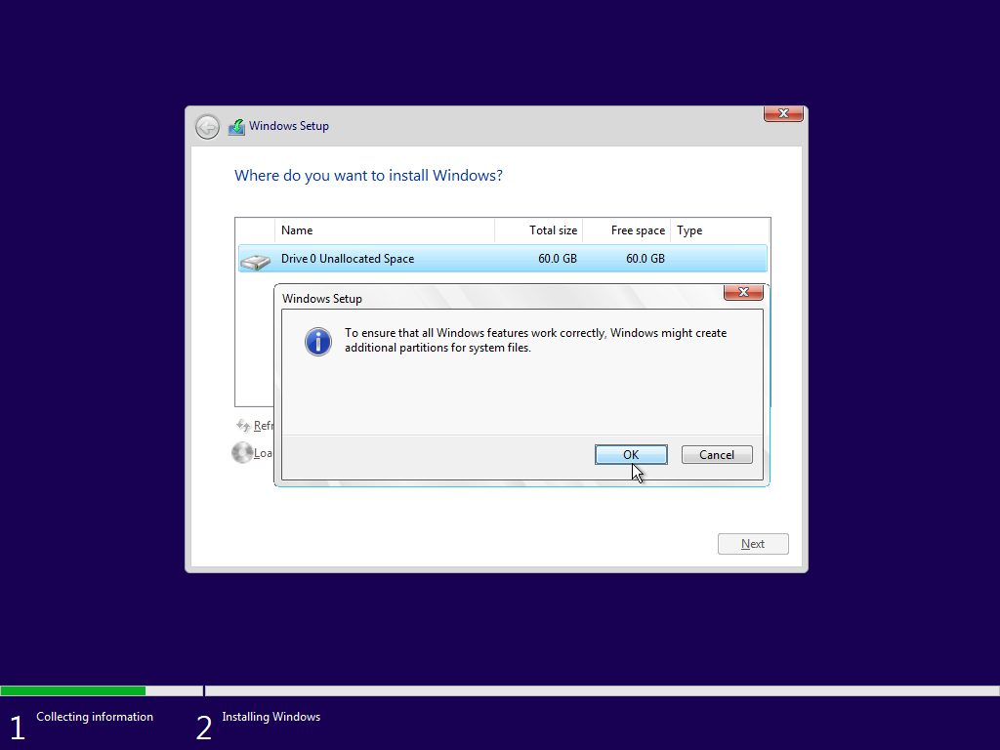 Windows Setup
Where do you want to install Windows?
Name Total size Free space Type
Drive 0 Unallocated Space 60.0 GB 60.0 GB
Windows Setup
To ensure that all Windows features work correctly, Windows might create
additional partitions for system files.
Refr
Loa
OK Cancel
Next
1 Collecting information 2 Installing Windows